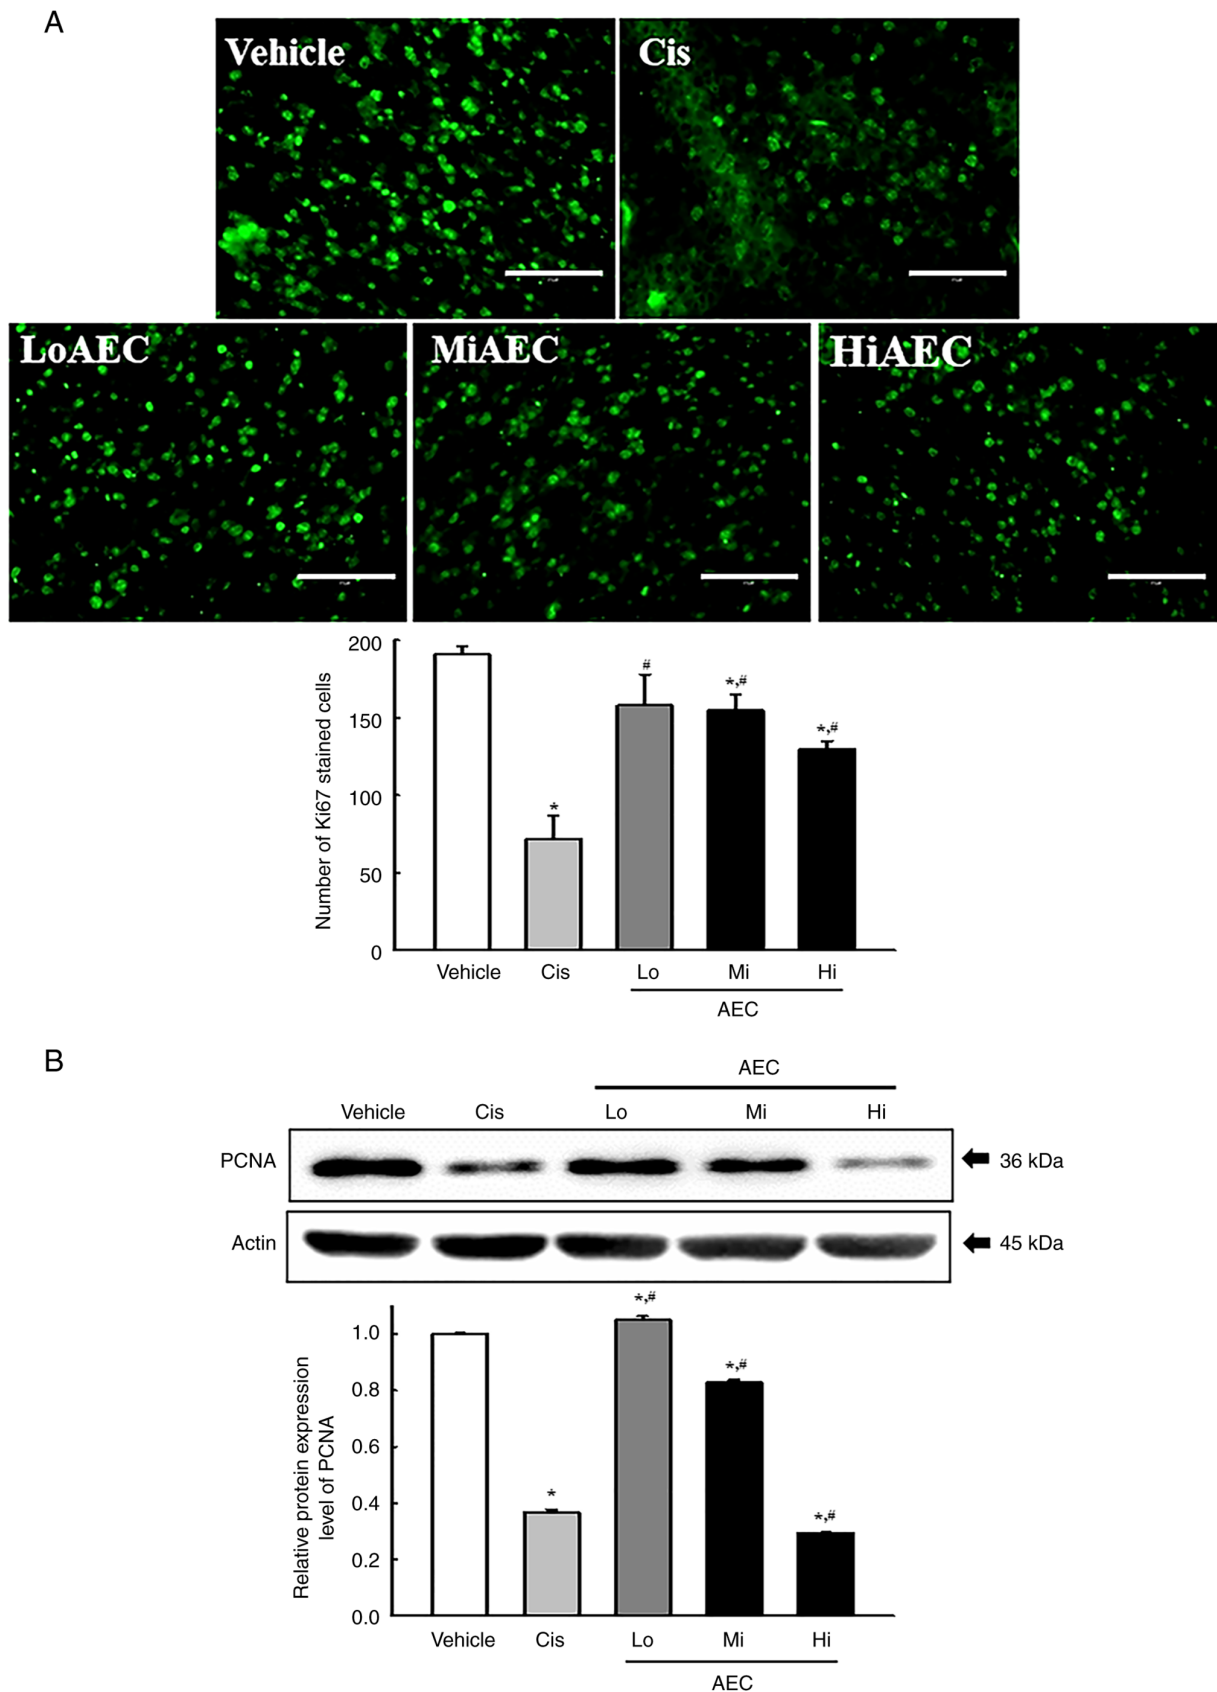 A
Vehicle
Cis
LoAEC
MiAEC
HiAEC
Number of Ki67 stained cells
200
150
100
50
0
*
#
*,#
*,#
Vehicle
Cis
Lo
Mi
Hi
AEC
B
AEC
Vehicle
Cis
Lo
Mi
Hi
PCNA
36 kDa
Actin
45 kDa
Relative protein expression
level of PCNA
1.0
0.8
0.6
0.4
0.2
0.0
*
*,#
*,#
*,#
Vehicle
Cis
Lo
Mi
Hi
AEC